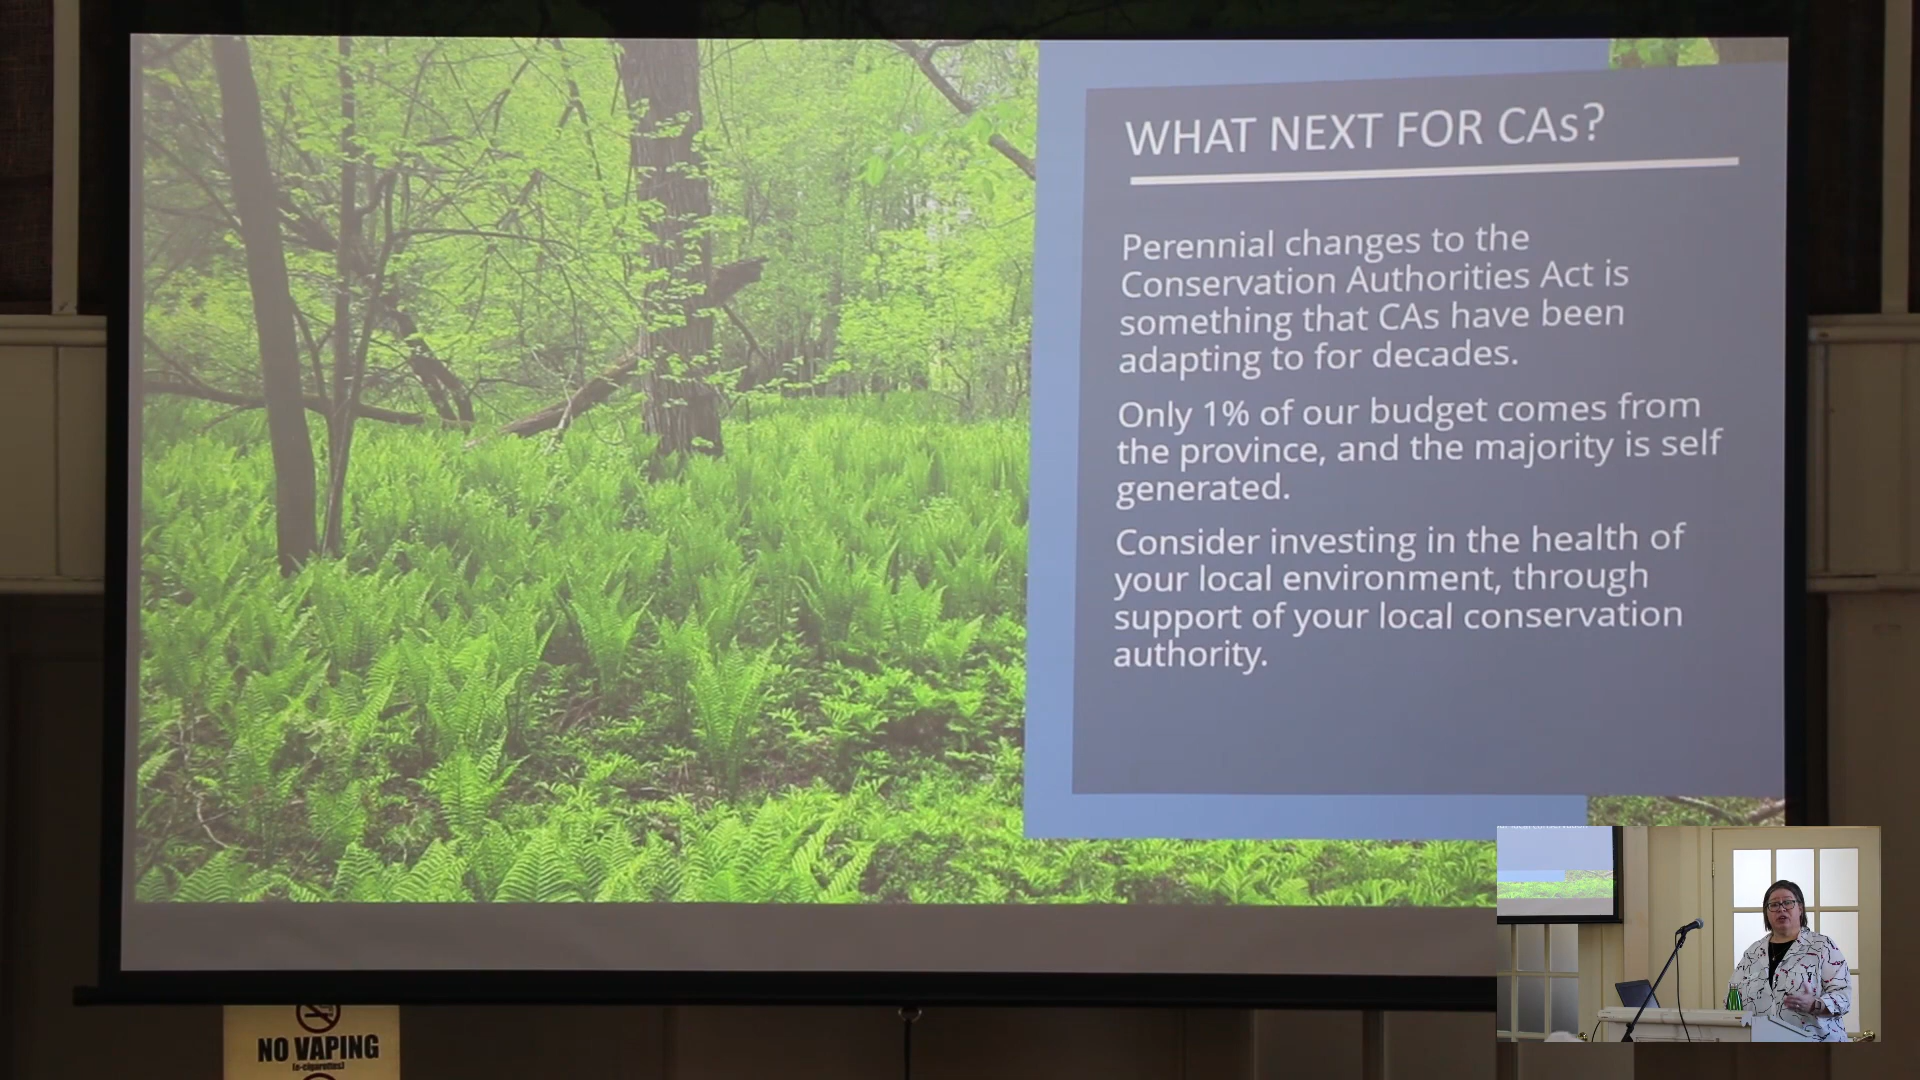 WHAT NEXT FOR CAs?
Perennial changes to the
Conservation Authorities Act is
something that CAs have been
adapting to for decades.
Only 1% of our budget comes from
the province, and the majority is self
generated.
Consider investing in the health of
your local environment, through
support of your local conservation
authority.
NO VAPING
(e-cigarettes)